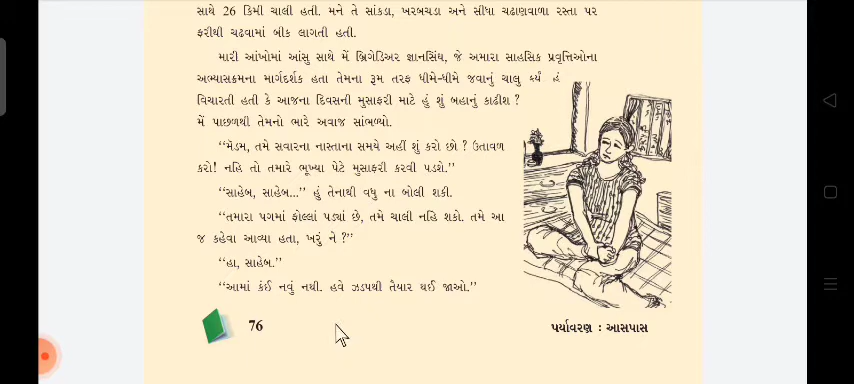 સાથે 26 કિમી ચાલી હતી. મને તે સાંકડા, ખરબચડા અને સીધા ચઢાણવાળા રસ્તા પર
ફરીથી ચઢવામાં બીક લાગતી હતી.
મારી આંખોમાં આંસુ સાથે મેં બ્રિગેડિઅર જ્ઞાનસિંઘ, જે અમારા સાહસિક પ્રવૃત્તિઓના
અભ્યાસક્રમના માર્ગદર્શક હતા તેમના રૂમ તરફ ધીમે-ધીમે જવાનું ચાલુ કર્યું હું
વિચારતી હતી કે આજના દિવસની મુસાફરી માટે હું શું બહાનું કાઢીશ ?
મેં પાછળથી તેમનો ભારે અવાજ સાંભળ્યો.
‘‘મેડમ, તમે સવારના નાસ્તાના સમયે અહીં શું કરો છો ? ઉતાવળ
કરો! નહિ તો તમારે ભૂખ્યા પેટે મુસાફરી કરવી પડશે.’’
‘‘સાહેબ, સાહેબ...’’ હું તેનાથી વધુ ના બોલી શકી.
‘‘તમારા પગમાં ફોલ્લાં પડ્યાં છે, તમે ચાલી નહિ શકો. તમે આ
જ કહેવા આવ્યા હતા, ખરું ને ?’’
‘‘હા, સાહેબ.’’
‘‘આમાં કંઈ નવું નથી. હવે ઝડપથી તૈયાર થઈ જાઓ.’’
76
પર્યાવરણ : આસપાસ